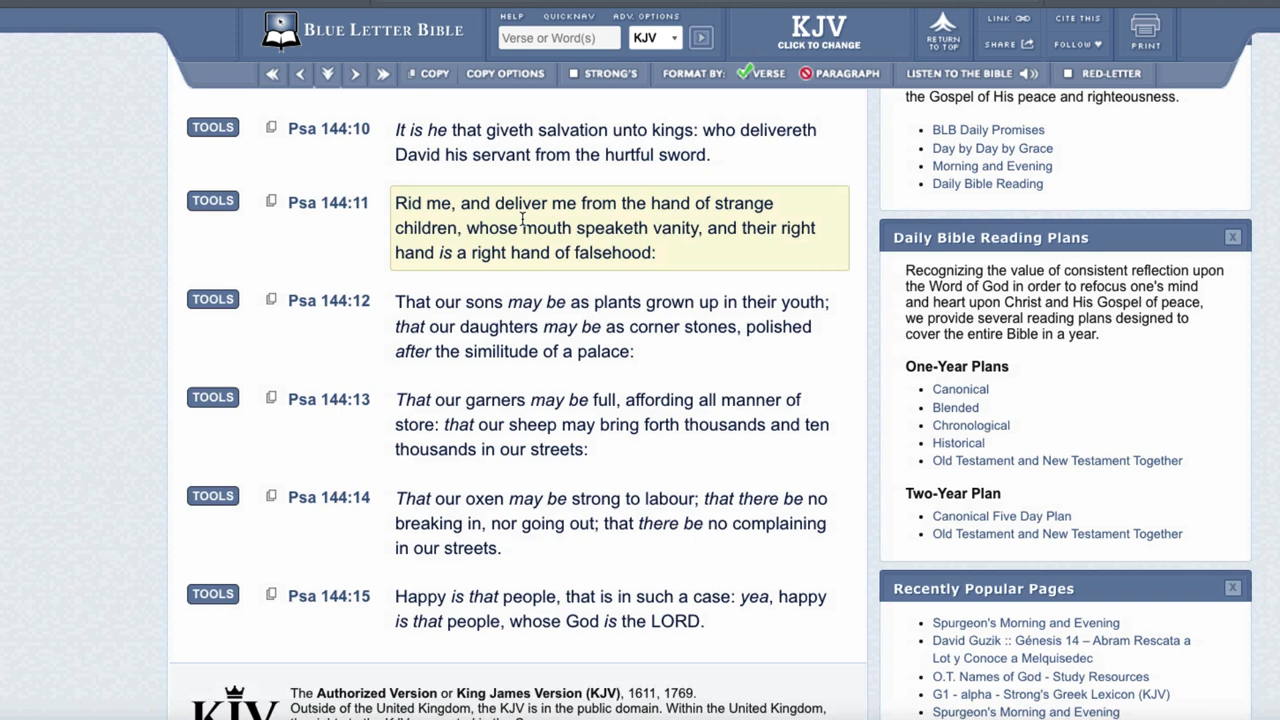 BLUE LETTER BIBLE
HELP QUICKNAV ADV. OPTIONS
Verse or Word(s) KJV
KJV
CLICK TO CHANGE
RETURN
TO TOP
LINK CITE THIS
SHARE FOLLOW
PRINT
COPY COPY OPTIONS STRONG'S FORMAT BY: VERSE PARAGRAPH LISTEN TO THE BIBLE RED-LETTER
TOOLS Psa 144:10 It is he that giveth salvation unto kings: who delivereth
David his servant from the hurtful sword.
TOOLS Psa 144:11 Rid me, and deliver me from the hand of strange
children, whose mouth speaketh vanity, and their right
hand is a right hand of falsehood:
TOOLS Psa 144:12 That our sons may be as plants grown up in their youth;
that our daughters may be as corner stones, polished
after the similitude of a palace:
TOOLS Psa 144:13 That our garners may be full, affording all manner of
store: that our sheep may bring forth thousands and ten
thousands in our streets:
TOOLS Psa 144:14 That our oxen may be strong to labour; that there be no
breaking in, nor going out; that there be no complaining
in our streets.
TOOLS Psa 144:15 Happy is that people, that is in such a case: yea, happy
is that people, whose God is the LORD.
KJV
The Authorized Version or King James Version (KJV), 1611, 1769.
Outside of the United Kingdom, the KJV is in the public domain. Within the United Kingdom,
the Gospel of His peace and righteousness.
BLB Daily Promises
Day by Day by Grace
Morning and Evening
Daily Bible Reading
Daily Bible Reading Plans X
Recognizing the value of consistent reflection upon
the Word of God in order to refocus one's mind
and heart upon Christ and His Gospel of peace,
we provide several reading plans designed to
cover the entire Bible in a year.
One-Year Plans
Canonical
Blended
Chronological
Historical
Old Testament and New Testament Together
Two-Year Plan
Canonical Five Day Plan
Old Testament and New Testament Together
Recently Popular Pages X
Spurgeon's Morning and Evening
David Guzik :: Génesis 14 – Abram Rescata a
Lot y Conoce a Melquisedec
O.T. Names of God - Study Resources
G1 - alpha - Strong's Greek Lexicon (KJV)
Spurgeon's Morning and Evening